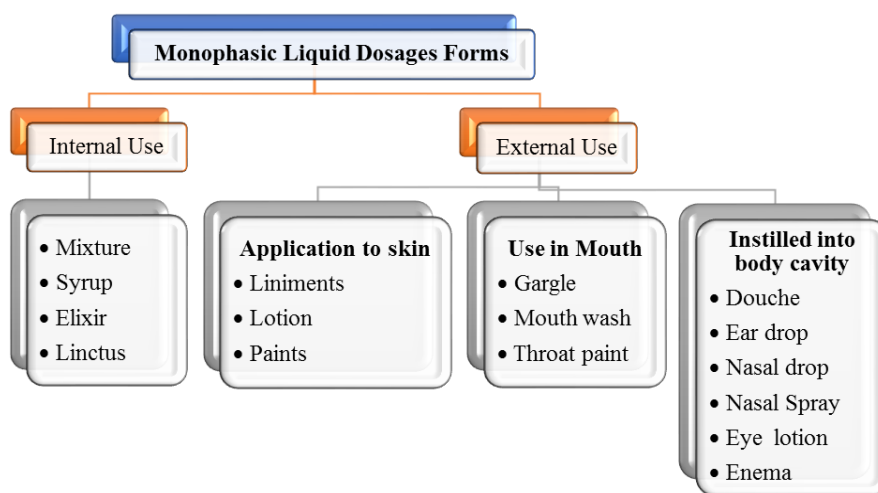 Monophasic Liquid Dosages Forms
Internal Use
External Use
• Mixture
• Syrup
• Elixir
• Linctus
Application to skin
• Liniments
• Lotion
• Paints
Use in Mouth
• Gargle
• Mouth wash
• Throat paint
Instilled into
body cavity
• Douche
• Ear drop
• Nasal drop
• Nasal Spray
• Eye lotion
• Enema